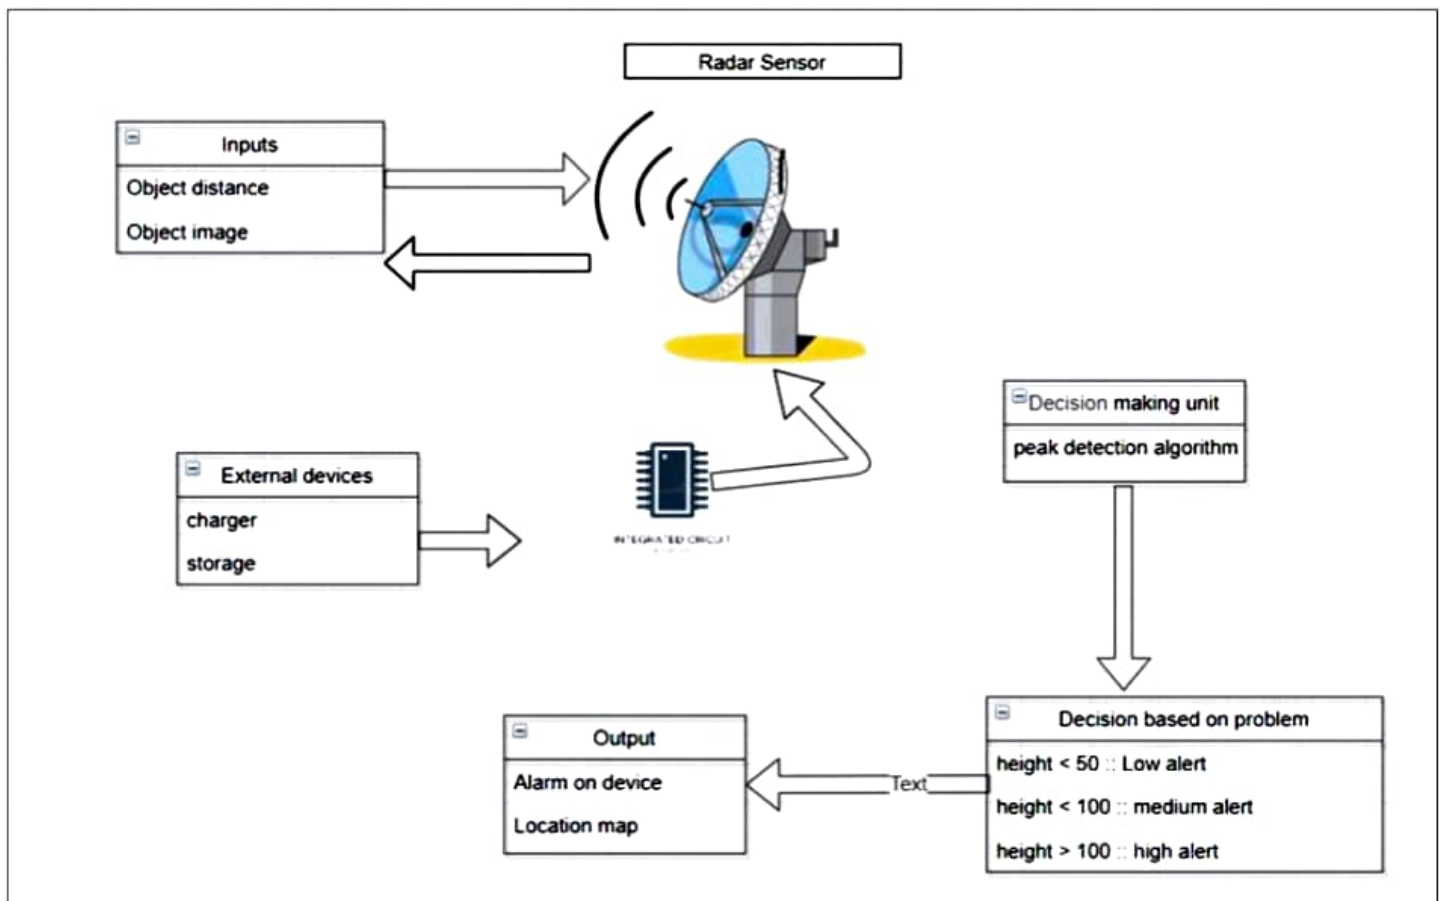 Radar Sensor
Inputs
Object distance
Object image
Decision making unit
peak detection algorithm
External devices
charger
storage
INTEGRATED CIRCUIT
Decision based on problem
height < 50 :: Low alert
height < 100 :: medium alert
height > 100 :: high alert
Text
Output
Alarm on device
Location map